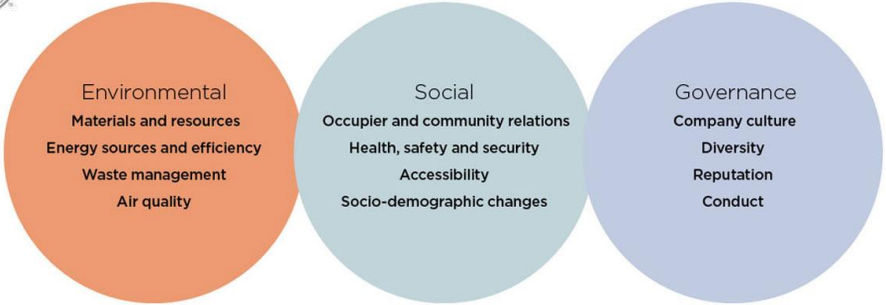 Environmental
Materials and resources
Energy sources and efficiency
Waste management
Air quality
Social
Occupier and community relations
Health, safety and security
Accessibility
Socio-demographic changes
Governance
Company culture
Diversity
Reputation
Conduct